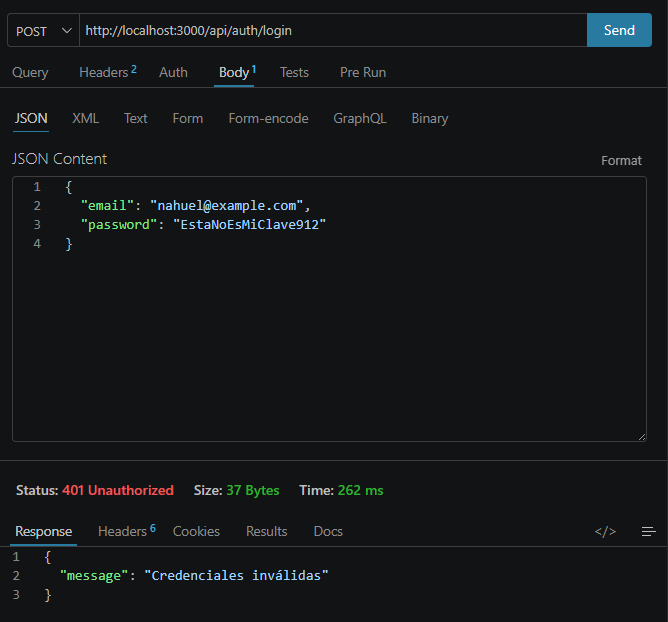 POST http://localhost:3000/api/auth/login Send
Query Headers 2 Auth Body 1 Tests Pre Run
JSON XML Text Form Form-encode GraphQL Binary
JSON Content Format
1 {
2 "email": "nahuel@example.com",
3 "password": "EstaNoEsMiClave912"
4 }
Status: 401 Unauthorized Size: 37 Bytes Time: 262 ms
Response Headers 6 Cookies Results Docs </>
1 {
2 "message": "Credenciales inválidas"
3 }